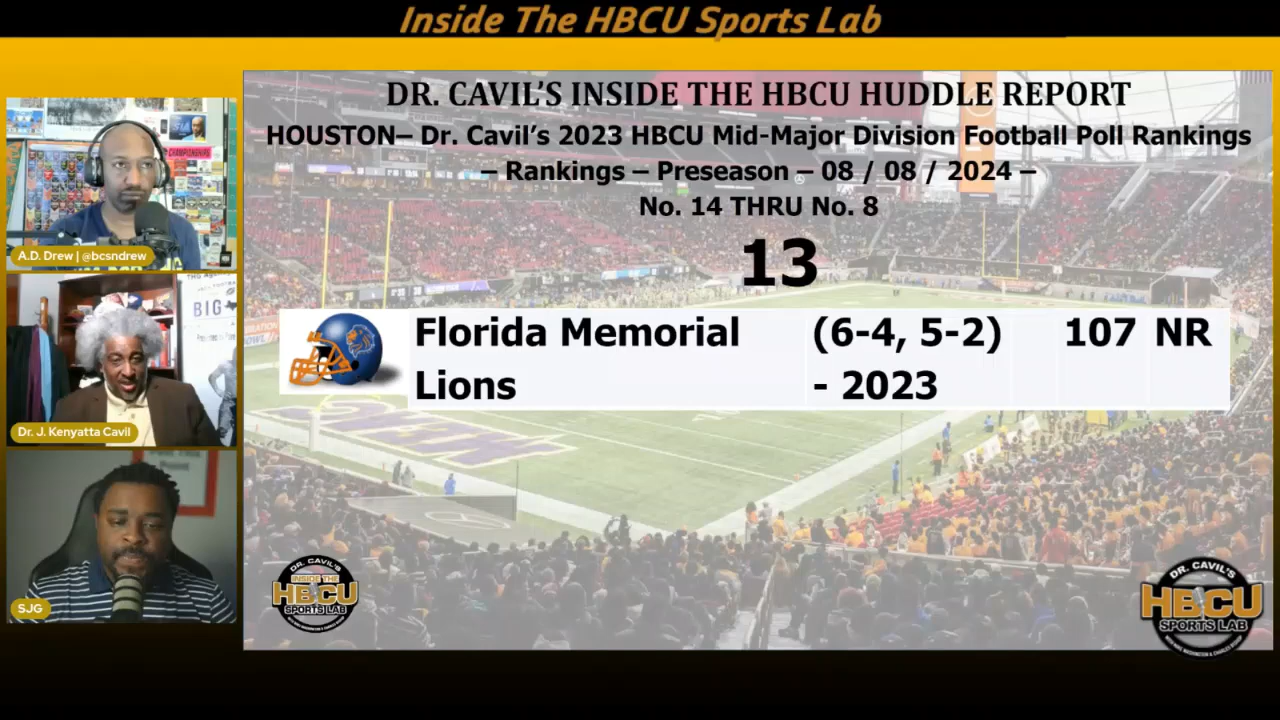 Inside The HBCU Sports Lab
DR. CAVIL'S INSIDE THE HBCU HUDDLE REPORT
HOUSTON– Dr. Cavil's 2023 HBCU Mid-Major Division Football Poll Rankings
– Rankings – Preseason – 08 / 08 / 2024 –
No. 14 THRU No. 8
13
Florida Memorial (6-4, 5-2) 107 NR
Lions - 2023
A.D. Drew | @bcsndrew
CHAMPIONSHIPS
BIG
Dr. J. Kenyatta Cavil
SJG
DR. CAVIL'S
INSIDE THE
HBCU
SPORTS LAB
DR. CAVIL'S
HBCU
SPORTS LAB